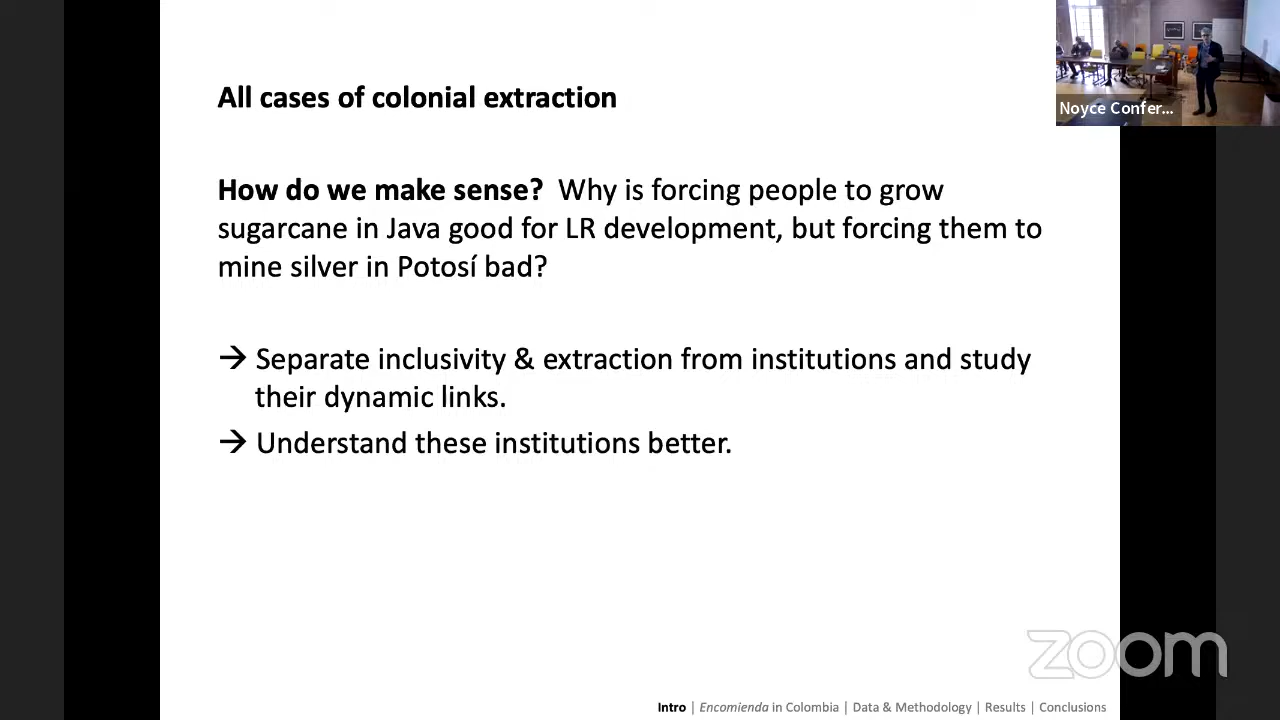 All cases of colonial extraction
Noyce Confer...
How do we make sense? Why is forcing people to grow
sugarcane in Java good for LR development, but forcing them to
mine silver in Potosí bad?
→ Separate inclusivity & extraction from institutions and study
their dynamic links.
→ Understand these institutions better.
zoom
Intro | Encomienda in Colombia | Data & Methodology | Results | Conclusions